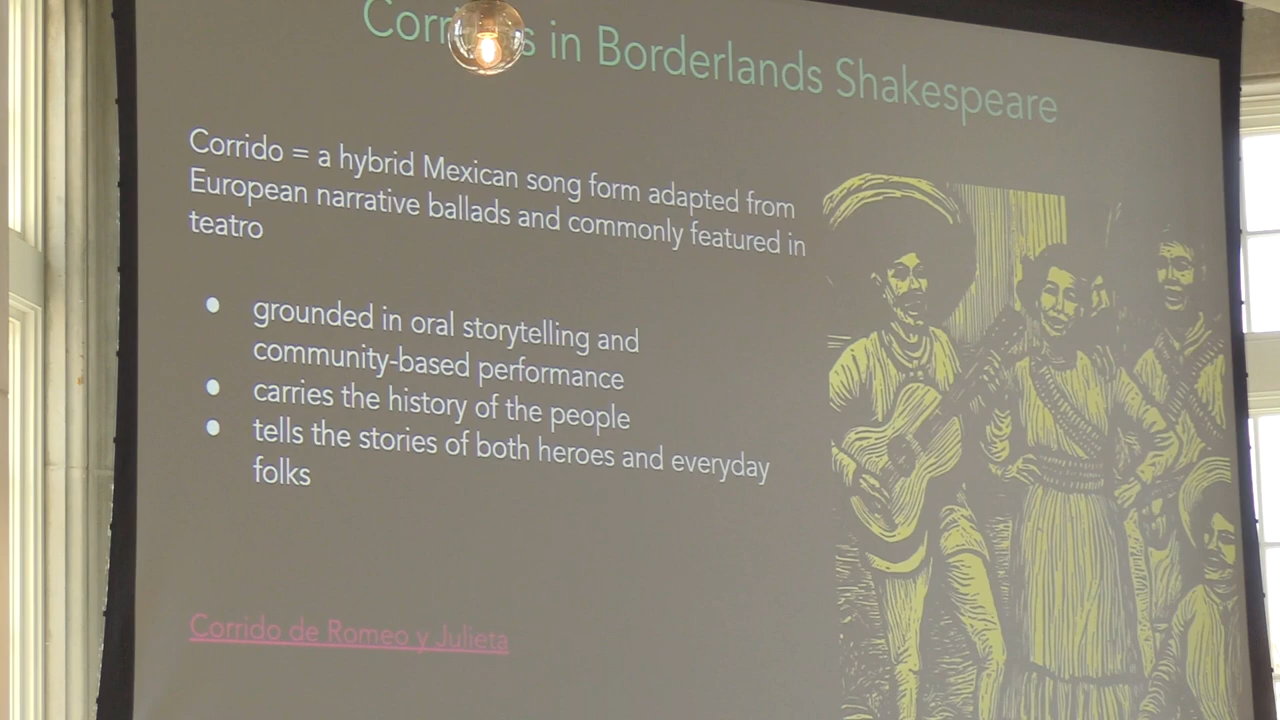 Corridos in Borderlands Shakespeare
Corrido = a hybrid Mexican song form adapted from
European narrative ballads and commonly featured in
teatro
● grounded in oral storytelling and
community-based performance
● carries the history of the people
● tells the stories of both heroes and everyday
folks
Corrido de Romeo y Julieta